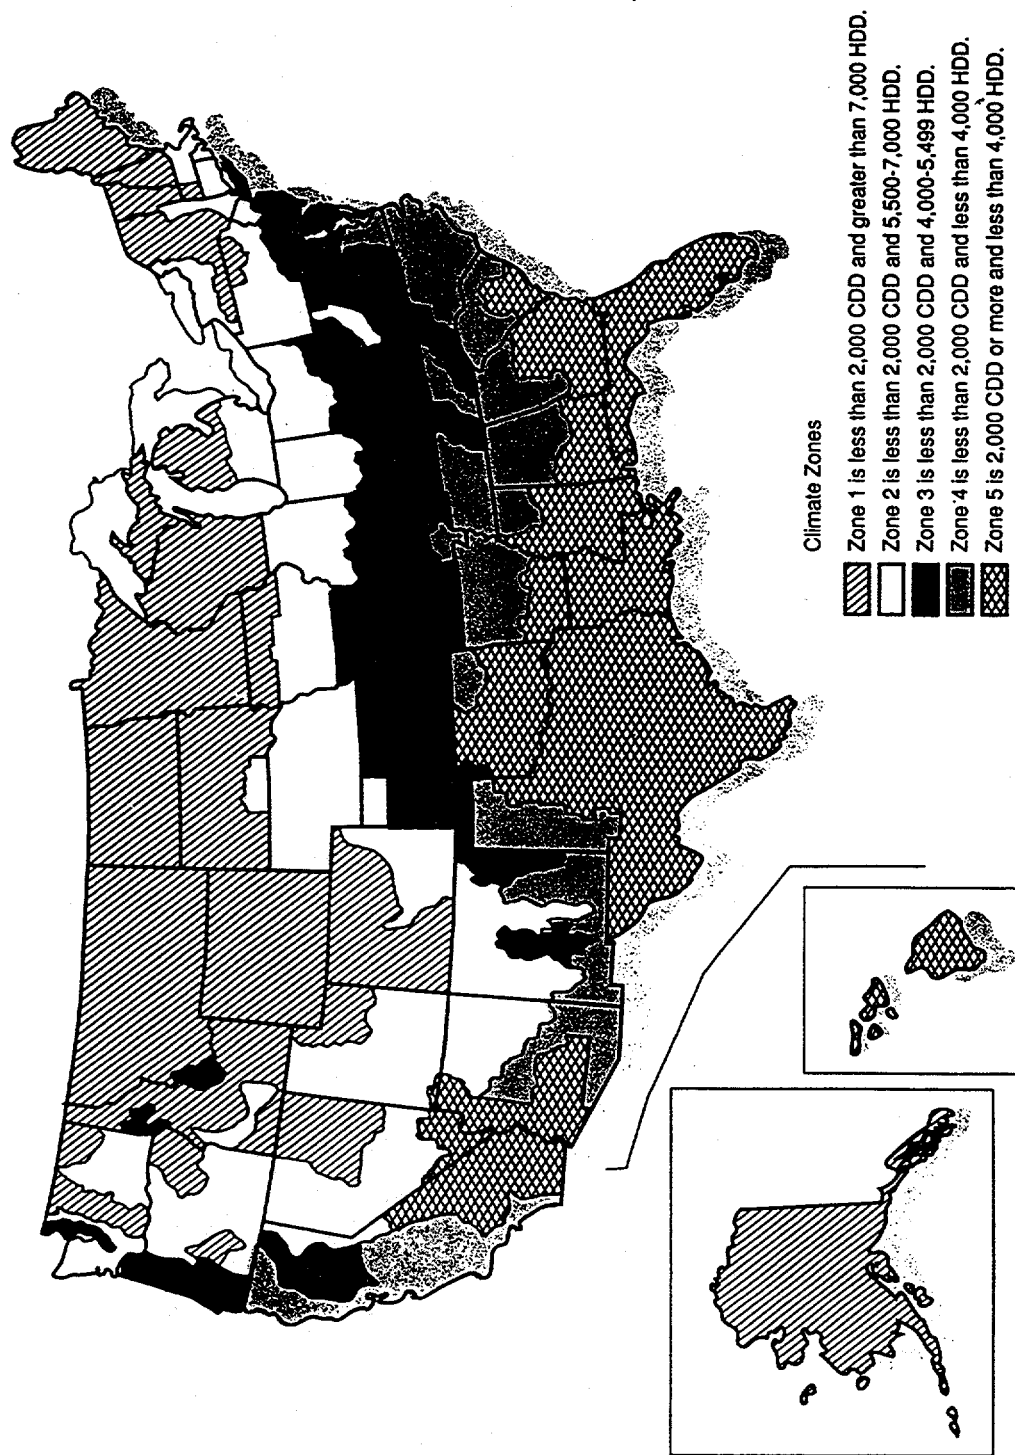 Climate Zones
Zone 1 is less than 2,000 CDD and greater than 7,000 HDD.
Zone 2 is less than 2,000 CDD and 5,500-7,000 HDD.
Zone 3 is less than 2,000 CDD and 4,000-5,499 HDD.
Zone 4 is less than 2,000 CDD and less than 4,000 HDD.
Zone 5 is 2,000 CDD or more and less than 4,000 HDD.